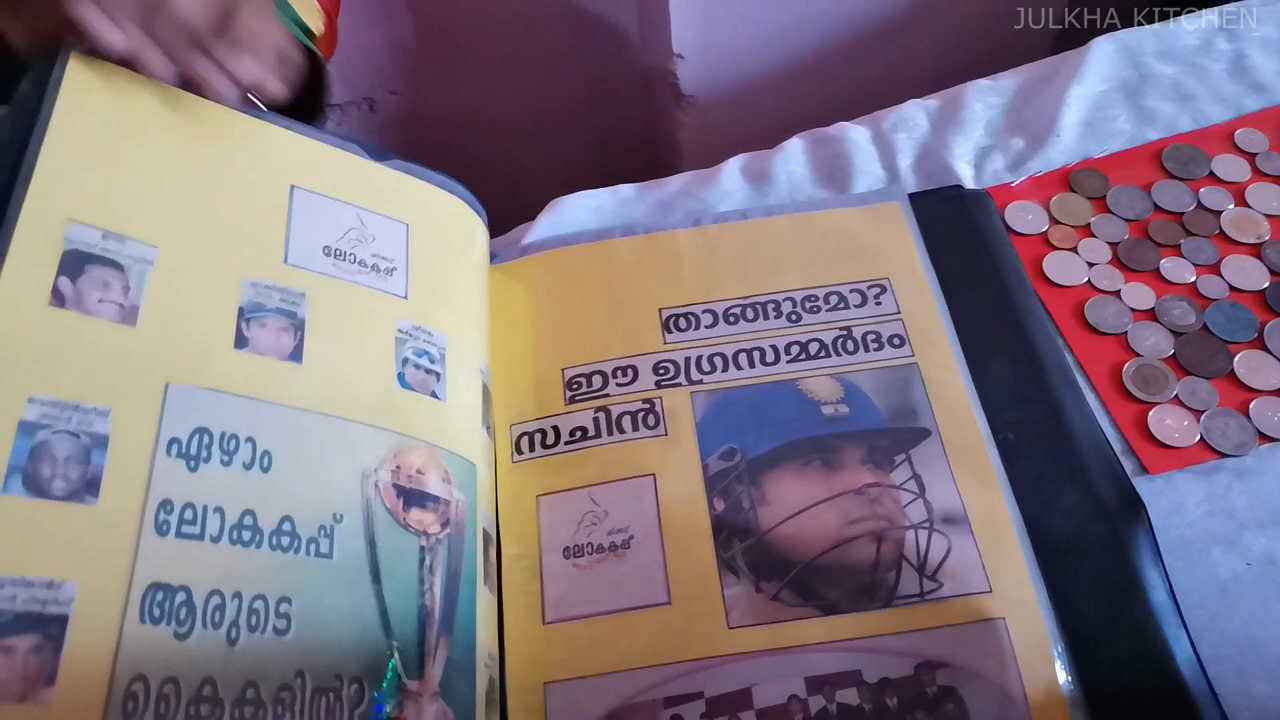 JULKHA KITCHEN
ലോകകപ്പ്
ഏഴാം
ലോകകപ്പ്
ആരുടെ
കൈകളിൽ?
താങ്ങുമോ?
ഈ ഉഗ്രസമ്മർദം
സചിൻ
ലോകകപ്പ്